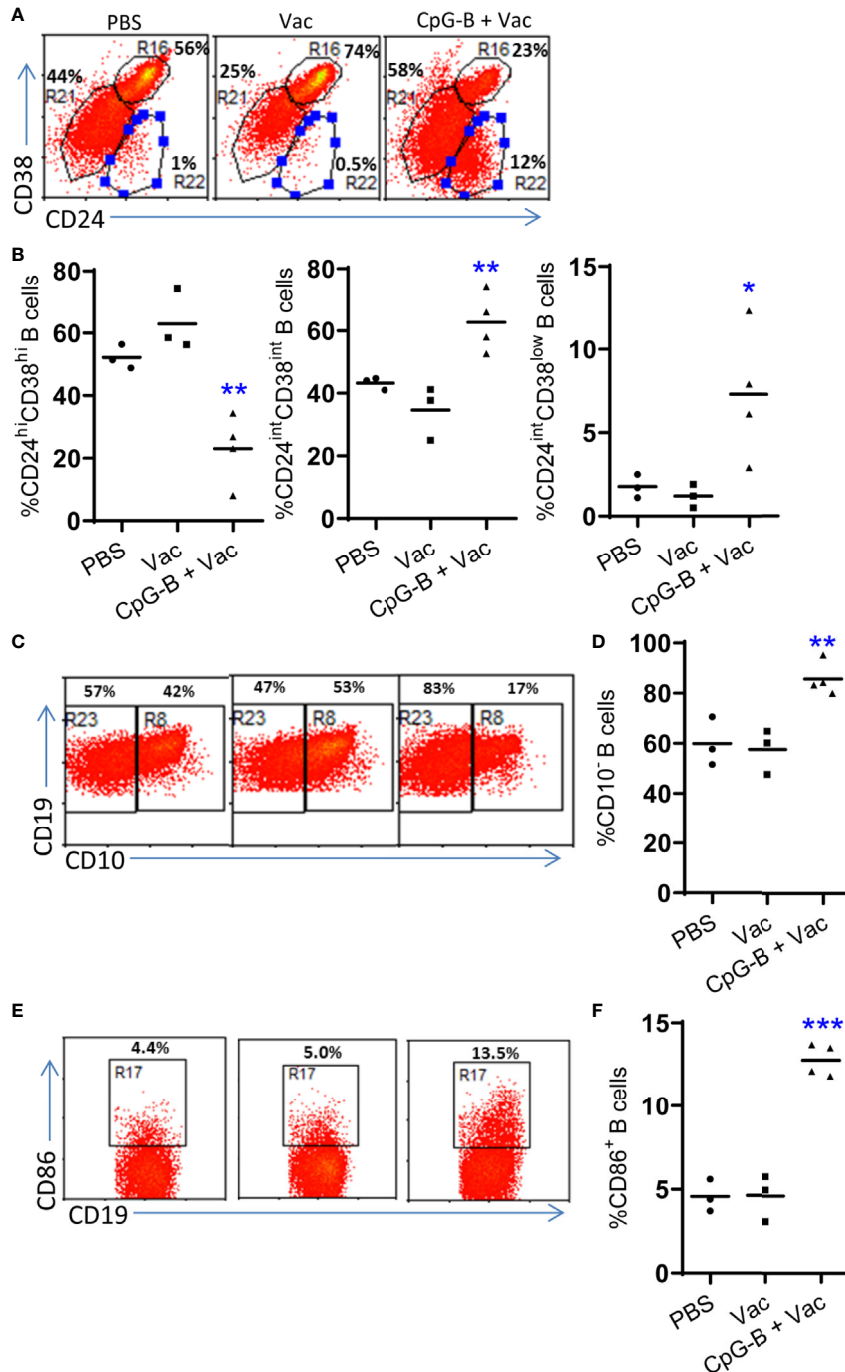 A
PBS Vac CpG-B + Vac
R16 56% R16 74% R16 23%
44% 25% 58%
R21 R21 R21
1% 0.5% 12%
R22 R22 R22
CD38
CD24
B
%CD24hiCD38hi B cells
80
60
40
20
0
**
PBS
Vac
CpG-B + Vac
%CD24intCD38int B cells
80
60
40
20
0
**
PBS
Vac
CpG-B + Vac
%CD24intCD38low B cells
15
10
5
0
*
PBS
Vac
CpG-B + Vac
C
57% 42% 47% 53% 83% 17%
R23 R8 R23 R8 R23 R8
CD19
CD10
D
%CD10- B cells
100
80
60
40
20
0
**
PBS
Vac
CpG-B + Vac
E
4.4% 5.0% 13.5%
R17 R17 R17
CD86
CD19
F
%CD86+ B cells
15
10
5
0
***
PBS
Vac
CpG-B + Vac